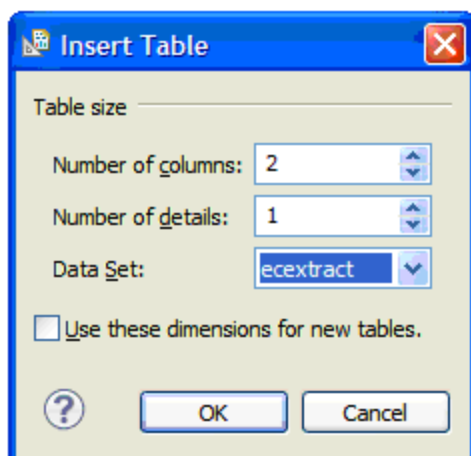 Insert Table
Table size
Number of columns: 2
Number of details: 1
Data Set: ecextract
Use these dimensions for new tables.
? OK Cancel